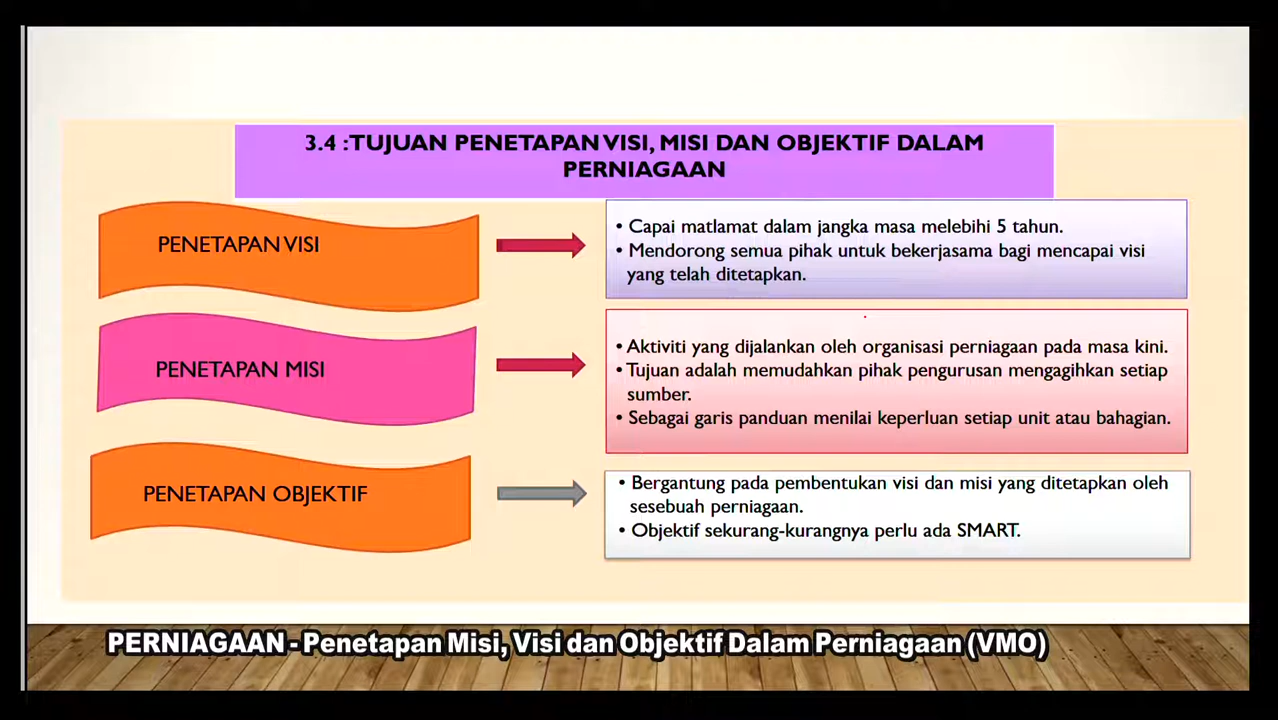 3.4 :TUJUAN PENETAPAN VISI, MISI DAN OBJEKTIF DALAM
PERNIAGAAN
PENETAPAN VISI
• Capai matlamat dalam jangka masa melebihi 5 tahun.
• Mendorong semua pihak untuk bekerjasama bagi mencapai visi
yang telah ditetapkan.
PENETAPAN MISI
• Aktiviti yang dijalankan oleh organisasi perniagaan pada masa kini.
• Tujuan adalah memudahkan pihak pengurusan mengagihkan setiap
sumber.
• Sebagai garis panduan menilai keperluan setiap unit atau bahagian.
PENETAPAN OBJEKTIF
• Bergantung pada pembentukan visi dan misi yang ditetapkan oleh
sesebuah perniagaan.
• Objektif sekurang-kurangnya perlu ada SMART.
PERNIAGAAN - Penetapan Misi, Visi dan Objektif Dalam Perniagaan (VMO)